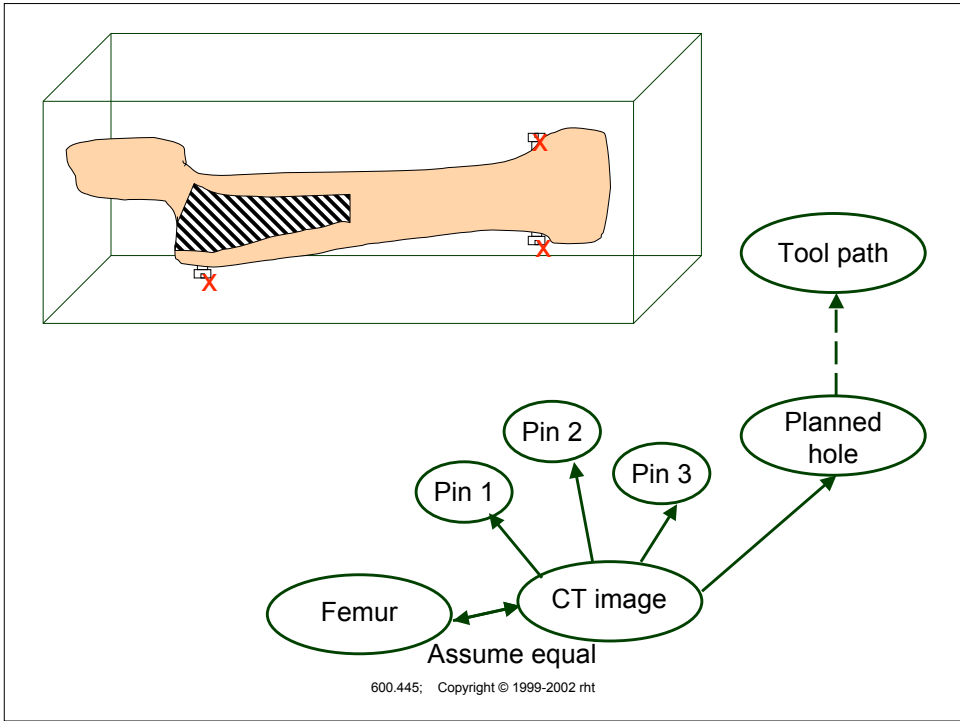 X
X
X
Tool path
Planned
hole
Pin 2
Pin 3
Pin 1
CT image
Femur
Assume equal
600.445; Copyright © 1999-2002 rht